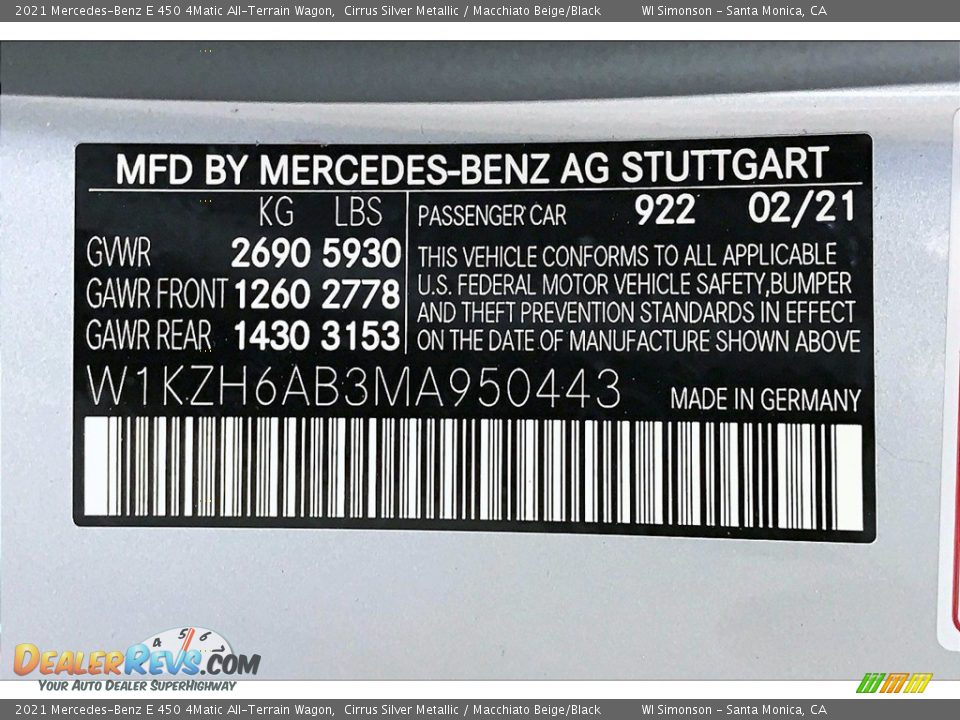 2021 Mercedes-Benz E 450 4Matic All-Terrain Wagon, Cirrus Silver Metallic / Macchiato Beige/Black WI Simonson - Santa Monica, CA
MFD BY MERCEDES-BENZ AG STUTTGART
KG LBS
GVWR 2690 5930
GAWR FRONT 1260 2778
GAWR REAR 1430 3153
PASSENGER CAR 922 02/21
THIS VEHICLE CONFORMS TO ALL APPLICABLE
U.S. FEDERAL MOTOR VEHICLE SAFETY,BUMPER
AND THEFT PREVENTION STANDARDS IN EFFECT
ON THE DATE OF MANUFACTURE SHOWN ABOVE
W1KZH6AB3MA950443
MADE IN GERMANY
4 5 6 7
DEALERREVS.COM
YOUR AUTO DEALER SUPERHIGHWAY
2021 Mercedes-Benz E 450 4Matic All-Terrain Wagon, Cirrus Silver Metallic / Macchiato Beige/Black WI Simonson - Santa Monica, CA